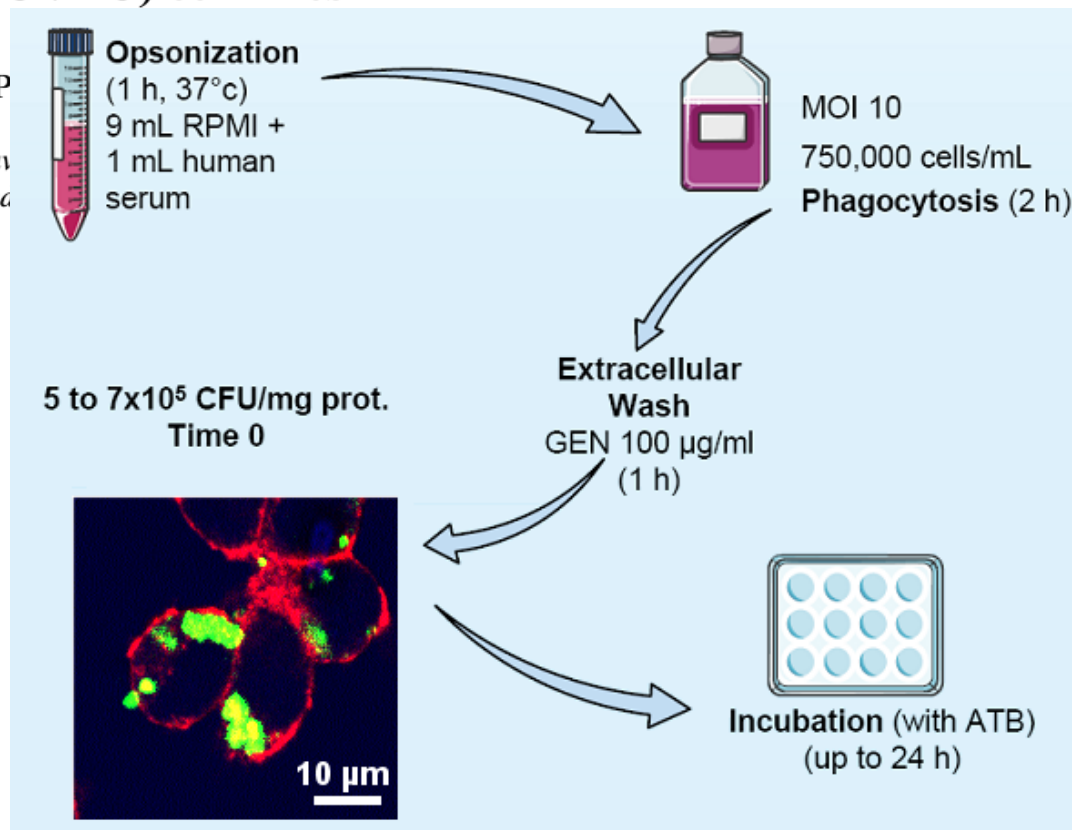 Opsonization
(1 h, 37°c)
9 mL RPMI +
1 mL human
serum
MOI 10
750,000 cells/mL
Phagocytosis (2 h)
Extracellular
Wash
GEN 100 µg/ml
(1 h)
5 to 7x10⁵ CFU/mg prot.
Time 0
10 µm
Incubation (with ATB)
(up to 24 h)